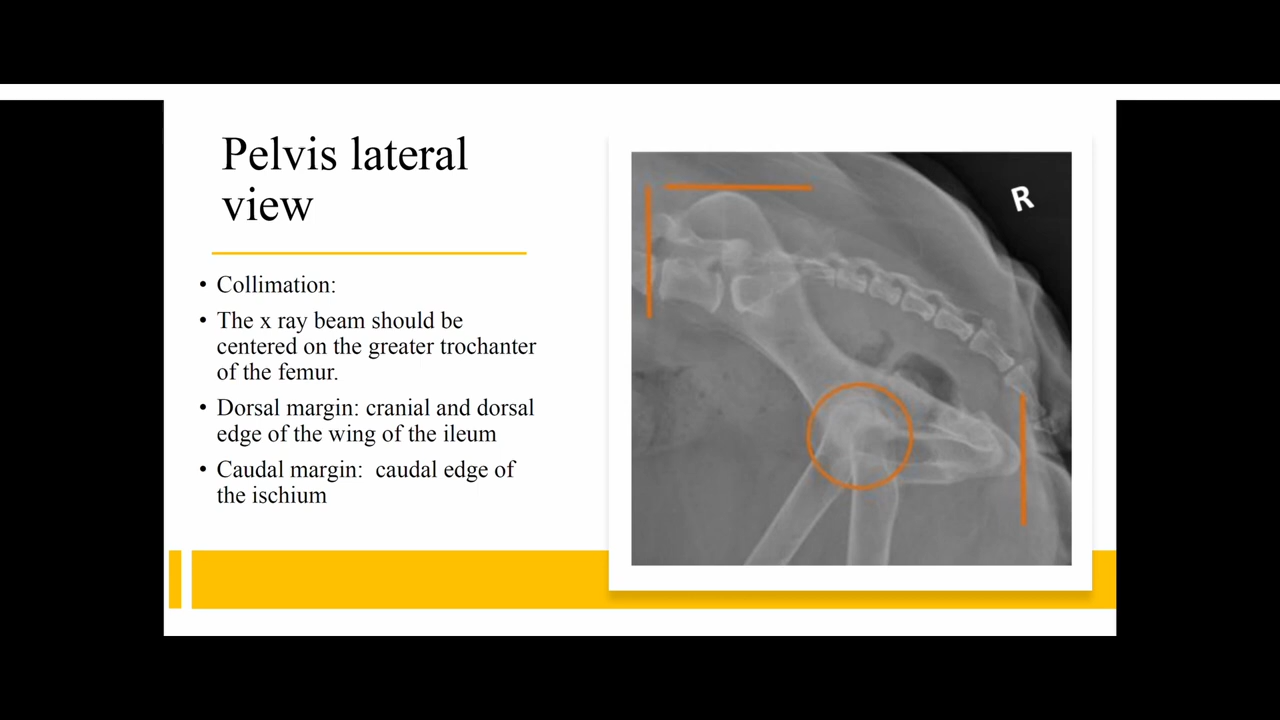 Pelvis lateral
view
• Collimation:
• The x ray beam should be
centered on the greater trochanter
of the femur.
• Dorsal margin: cranial and dorsal
edge of the wing of the ileum
• Caudal margin:  caudal edge of
the ischium
R